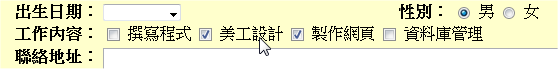 出生日期： 性別： 男 女
工作內容： 撰寫程式 美工設計 製作網頁 資料庫管理
聯絡地址：